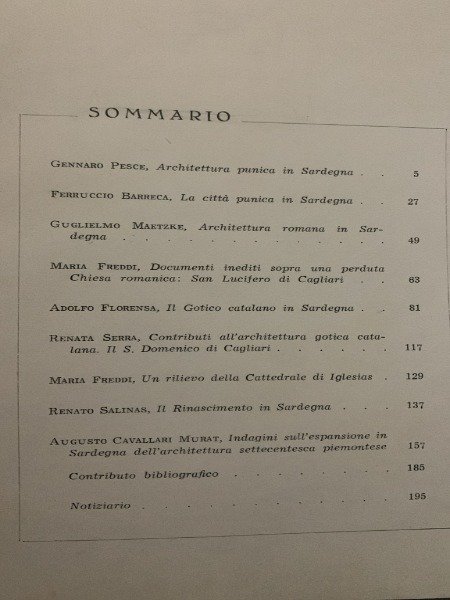 SOMMARIO
GENNARO PESCE, Architettura punica in Sardegna . . 5
FERRUCCIO BARRECA, La città punica in Sardegna . . 27
GUGLIELMO MAETZKE, Architettura romana in Sar-
degna . . . . . . . . . . . . 49
MARIA FREDDI, Documenti inediti sopra una perduta
Chiesa romanica: San Lucifero di Cagliari . . 63
ADOLFO FLORENSA, Il Gotico catalano in Sardegna . 81
RENATA SERRA, Contributi all'architettura gotica cata-
lana. Il S. Domenico di Cagliari . . . . . 117
MARIA FREDDI, Un rilievo della Cattedrale di Iglesias . 129
RENATO SALINAS, Il Rinascimento in Sardegna . . . 137
AUGUSTO CAVALLARI MURAT, Indagini sull'espansione in
Sardegna dell'architettura settecentesca piemontese 157
Contributo bibliografico . . . . . . . . 185
Notiziario . . . . . . . . . . . 195